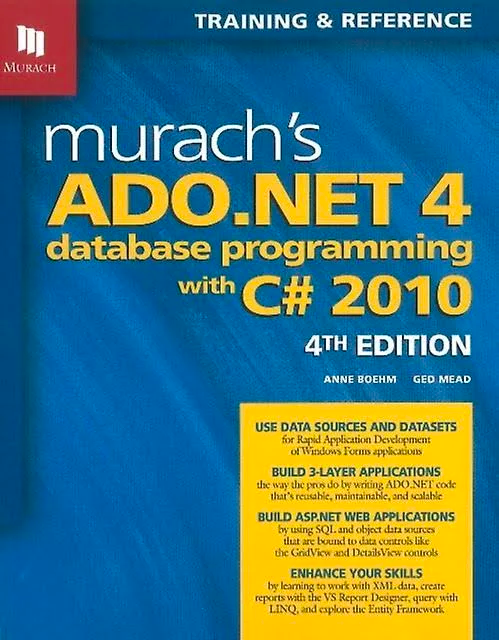 TRAINING & REFERENCE
MURACH
murach's
ADO.NET 4
database programming
with C# 2010
4TH EDITION
ANNE BOEHM GED MEAD
USE DATA SOURCES AND DATASETS
for Rapid Application Development
of Windows Forms applications
BUILD 3-LAYER APPLICATIONS
the way the pros do by writing ADO.NET code
that's reusable, maintainable, and scalable
BUILD ASP.NET WEB APPLICATIONS
by using SQL and object data sources
that are bound to data controls like
the GridView and DetailsView controls
ENHANCE YOUR SKILLS
by learning to work with XML data, create
reports with the VS Report Designer, query with
LINQ, and explore the Entity Framework